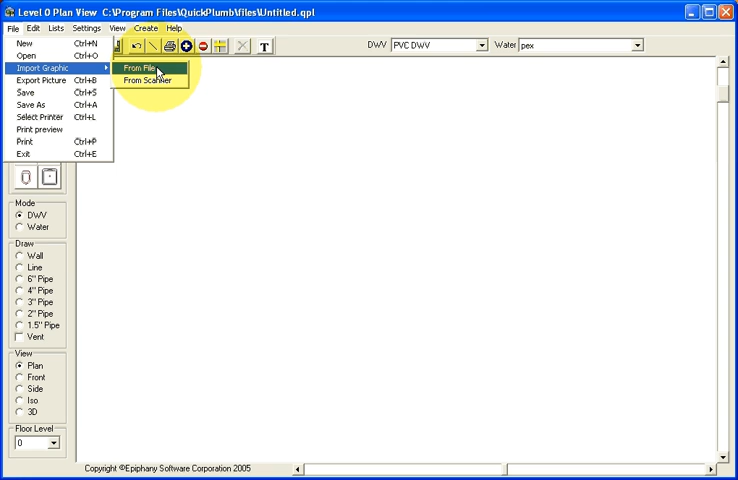 Level 0 Plan View C:\Program Files\QuickPlumb\files\Untitled.qpl
File Edit Lists Settings View Create Help
T DWV PVC DWV Water pex
New Ctrl+N
Open Ctrl+O
Import Graphic
From File
From Scanner
Export Picture Ctrl+B
Save Ctrl+S
Save As Ctrl+A
Select Printer Ctrl+L
Print preview
Print Ctrl+P
Exit Ctrl+E
Mode
DWV
Water
Draw
Wall
Line
6" Pipe
4" Pipe
3" Pipe
2" Pipe
1.5" Pipe
Vent
View
Plan
Front
Side
Iso
3D
Floor Level
0
Copyright ©Epiphany Software Corporation 2005